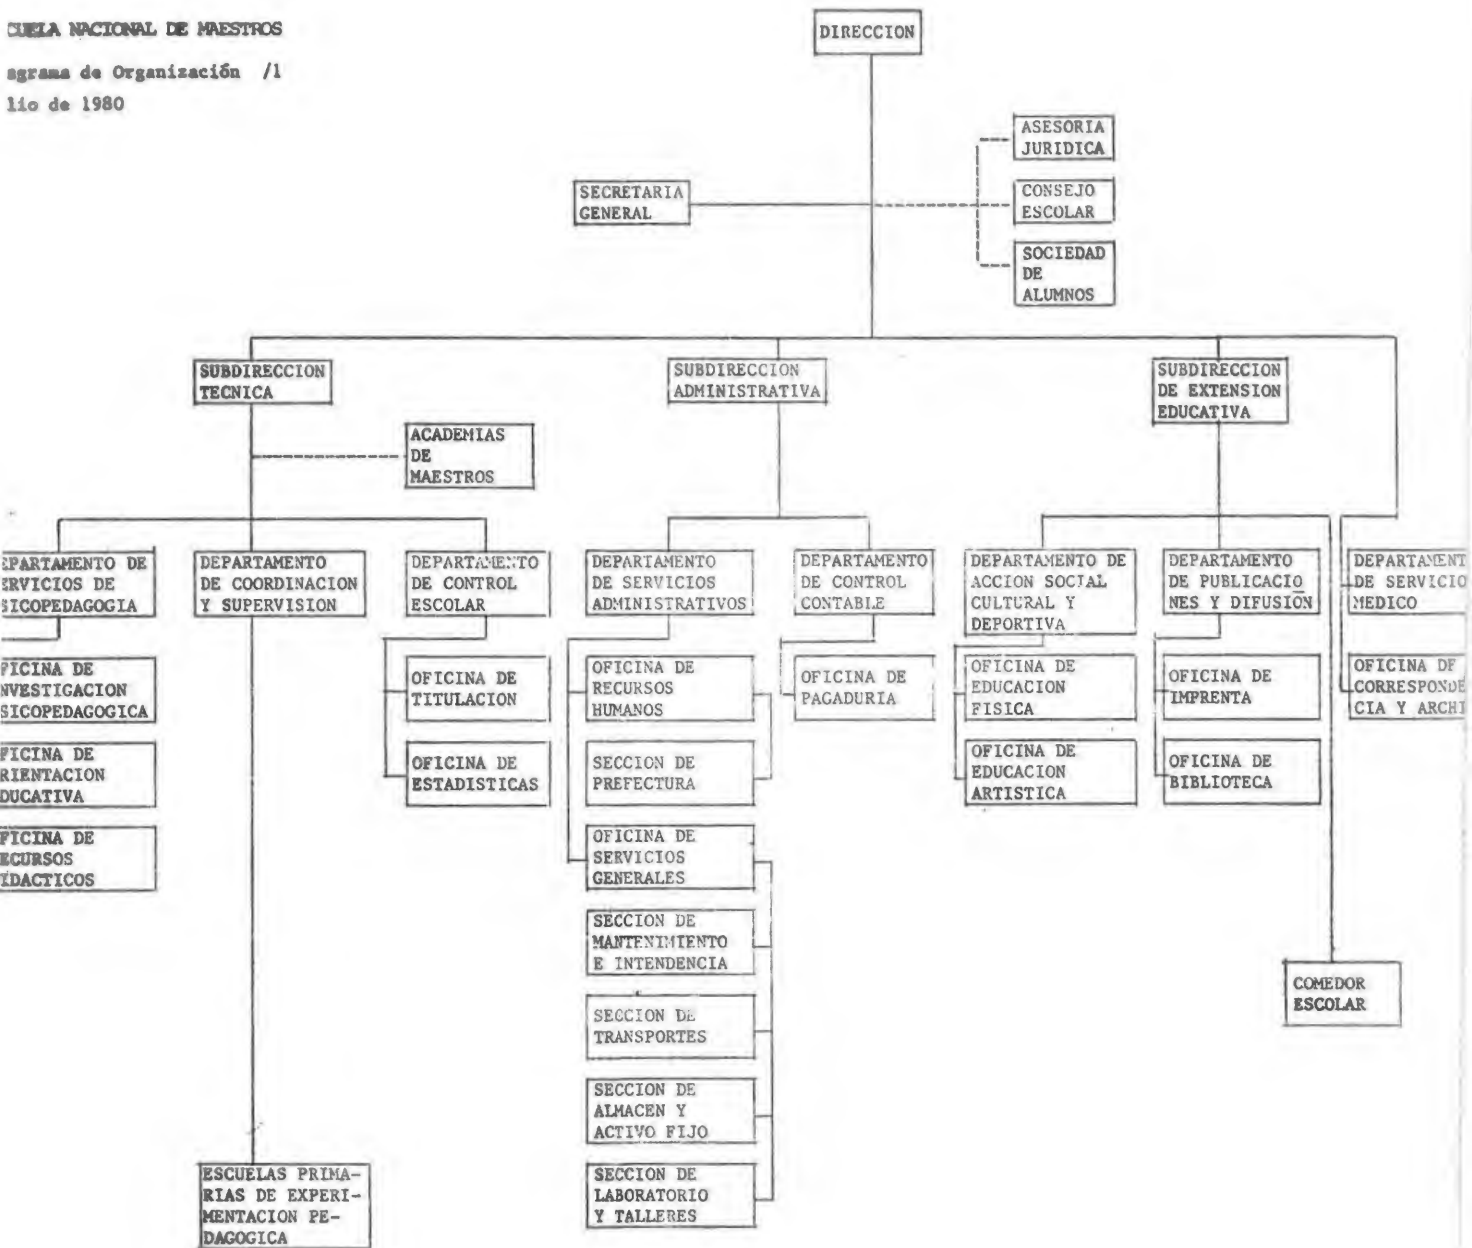 CUELA NACIONAL DE MAESTROS
agrama de Organización /1
lio de 1980
DIRECCION
ASESORIA
JURIDICA
SECRETARIA
GENERAL
CONSEJO
ESCOLAR
SOCIEDAD
DE
ALUMNOS
SUBDIRECCION
TECNICA
SUBDIRECCION
ADMINISTRATIVA
SUBDIRECCION
DE EXTENSION
EDUCATIVA
ACADEMIAS
DE
MAESTROS
EPARTAMENTO DE
ERVICIOS DE
SICOPEDAGOGIA
DEPARTAMENTO
DE COORDINACION
Y SUPERVISION
DEPARTAMENTO
DE CONTROL
ESCOLAR
DEPARTAMENTO
DE SERVICIOS
ADMINISTRATIVOS
DEPARTAMENTO
DE CONTROL
CONTABLE
DEPARTAMENTO DE
ACCION SOCIAL
CULTURAL Y
DEPORTIVA
DEPARTAMENTO
DE PUBLICACIO
NES Y DIFUSIÓN
DEPARTAMENT
DE SERVICIO
MEDICO
FICINA DE
NVESTIGACION
SICOPEDAGOGICA
OFICINA DE
TITULACION
OFICINA DE
RECURSOS
HUMANOS
OFICINA DE
PAGADURIA
OFICINA DE
EDUCACION
FISICA
OFICINA DE
IMPRENTA
OFICINA DE
CORRESPONDE
CIA Y ARCHI
FICINA DE
RIENTACION
DUCATIVA
OFICINA DE
ESTADISTICAS
SECCION DE
PREFECTURA
OFICINA DE
EDUCACION
ARTISTICA
OFICINA DE
BIBLIOTECA
FICINA DE
ECURSOS
IDACTICOS
OFICINA DE
SERVICIOS
GENERALES
SECCION DE
MANTENIMIENTO
E INTENDENCIA
COMEDOR
ESCOLAR
SECCION DE
TRANSPORTES
SECCION DE
ALMACEN Y
ACTIVO FIJO
ESCUELAS PRIMA-
RIAS DE EXPERI-
MENTACION PE-
DAGOGICA
SECCION DE
LABORATORIO
Y TALLERES